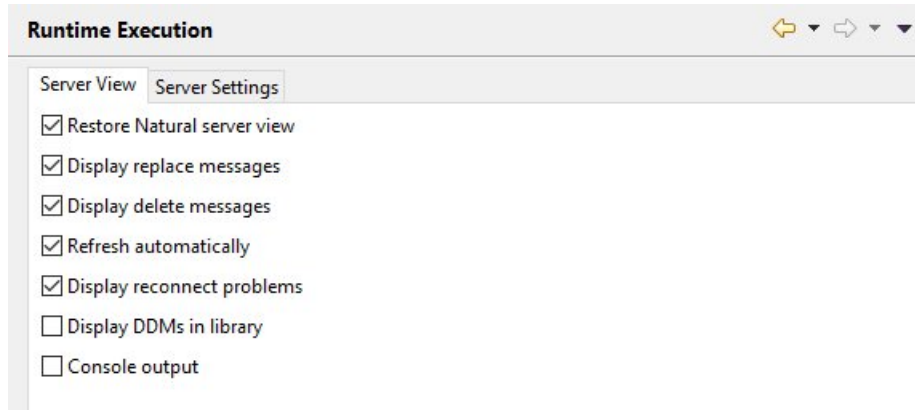 Runtime Execution
Server View Server Settings
Restore Natural server view
Display replace messages
Display delete messages
Refresh automatically
Display reconnect problems
Display DDMs in library
Console output